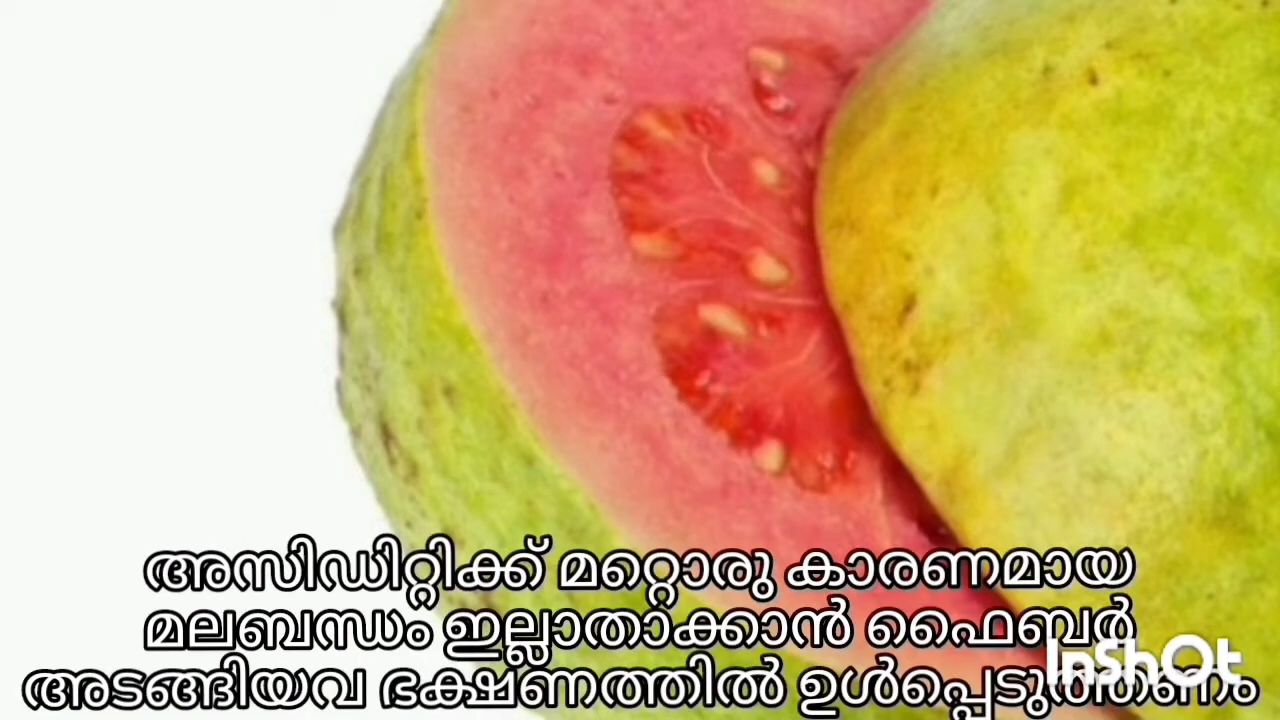 അസിഡിറ്റിക്ക് മറ്റൊരു കാരണമായ
മലബന്ധം ഇല്ലാതാക്കാൻ ഫൈബർ
അടങ്ങിയവ ഭക്ഷണത്തിൽ ഉൾപ്പെടുത്തണം
InShOt